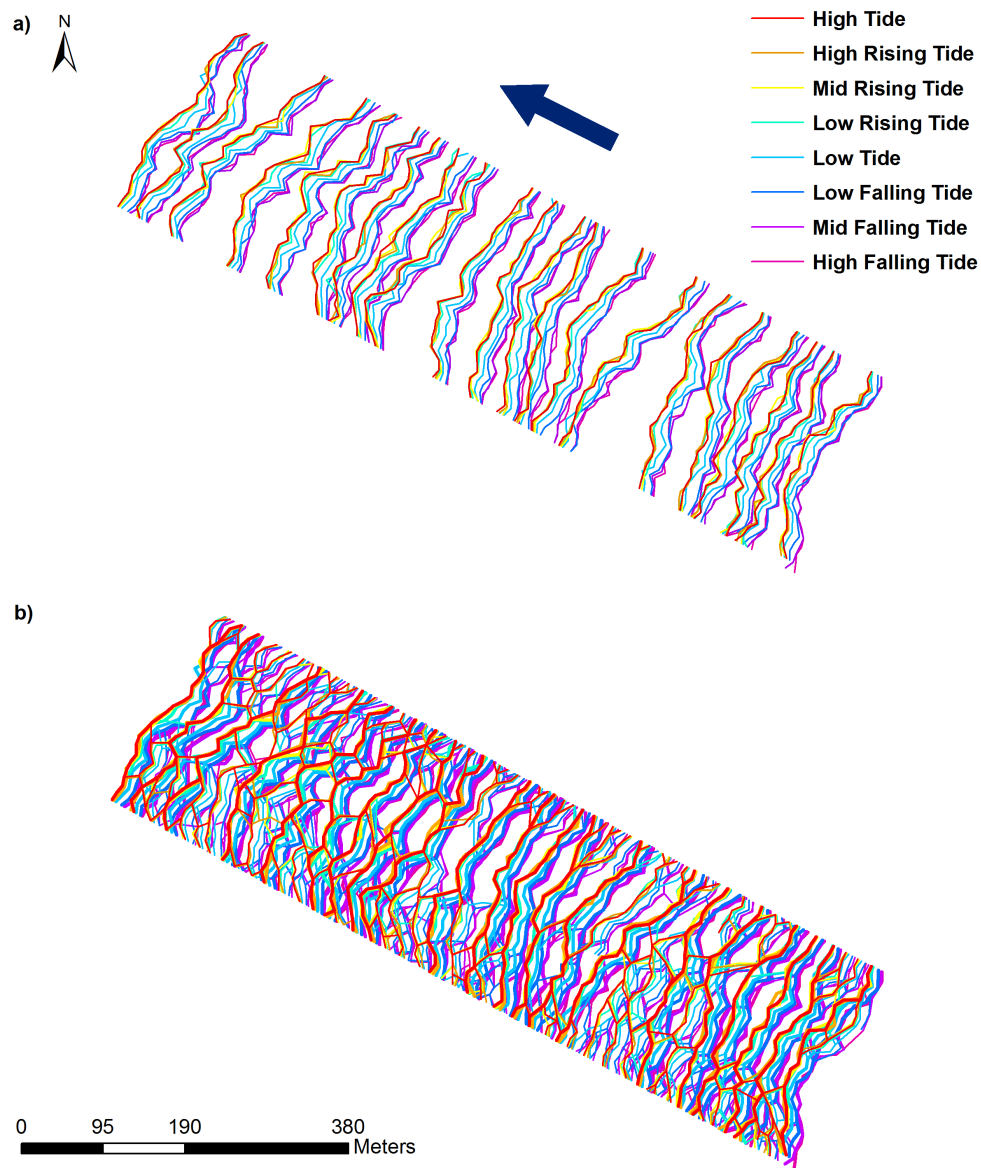 a)
N
High Tide
High Rising Tide
Mid Rising Tide
Low Rising Tide
Low Tide
Low Falling Tide
Mid Falling Tide
High Falling Tide
b)
0 95 190 380
Meters